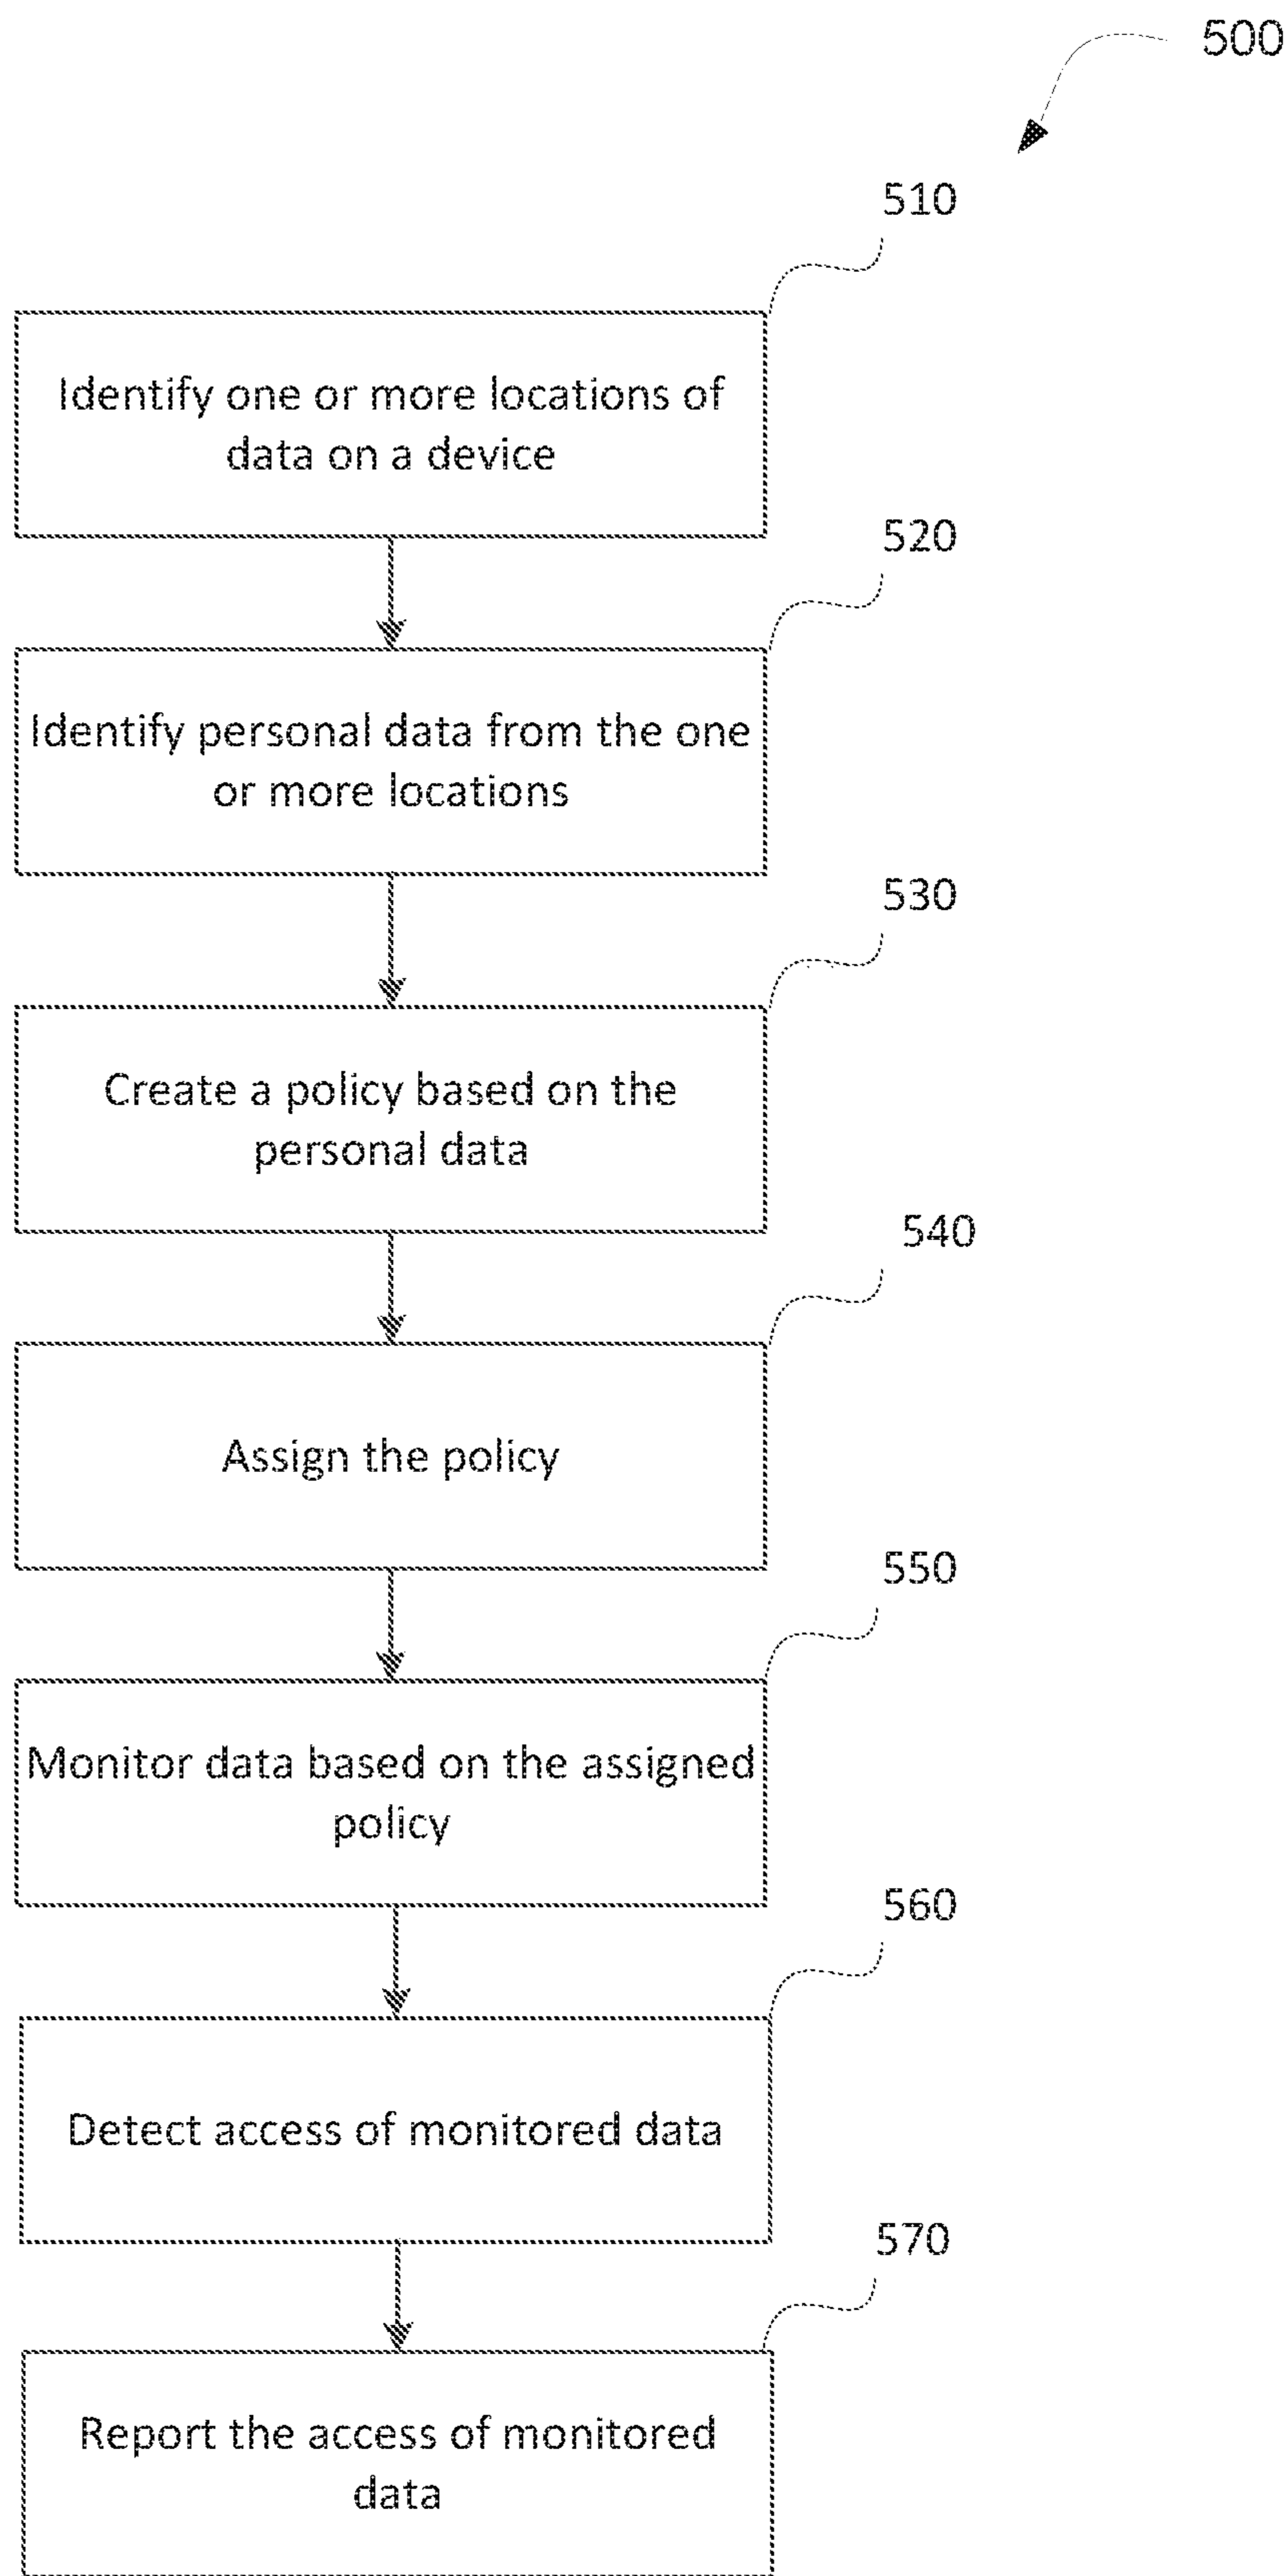 500
510
Identify one or more locations of
data on a device
520
Identify personal data from the one
or more locations
530
Create a policy based on the
personal data
540
Assign the policy
550
Monitor data based on the assigned
policy
560
Detect access of monitored data
570
Report the access of monitored
data